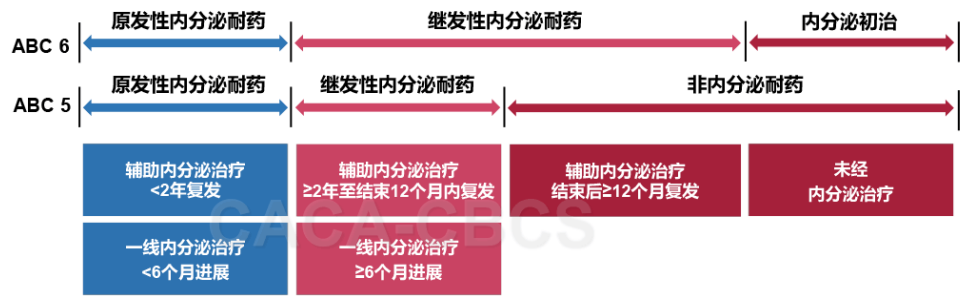 原发性内分泌耐药
继发性内分泌耐药
内分泌初治
ABC 6
原发性内分泌耐药
继发性内分泌耐药
非内分泌耐药
ABC 5
辅助内分泌治疗
<2年复发
辅助内分泌治疗
≥2年至结束12个月内复发
辅助内分泌治疗
结束后≥12个月复发
未经
内分泌治疗
CACA-CBCS
一线内分泌治疗
<6个月进展
一线内分泌治疗
≥6个月进展